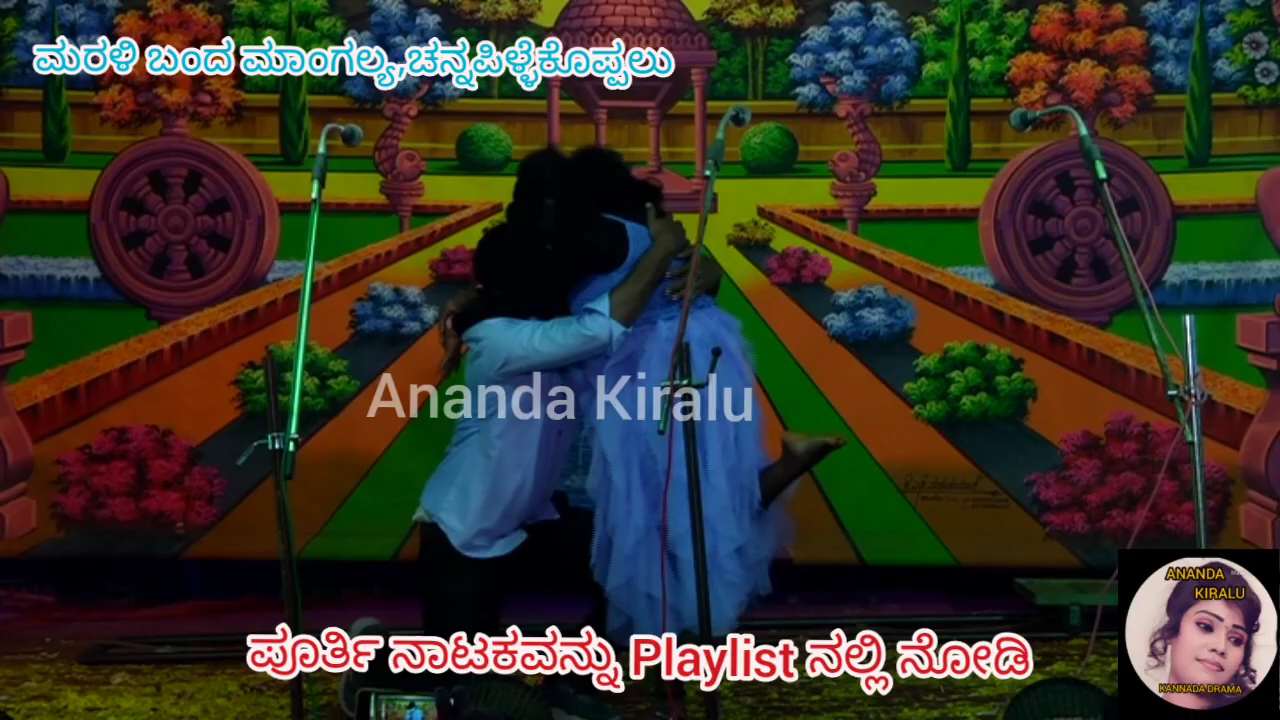 ಮರಳಿ ಬಂದ ಮಾಂಗಲ್ಯ,ಚನ್ನಪಿಳ್ಳೆಕೊಪ್ಪಲು
Ananda Kiralu
ಪೂರ್ತಿ ನಾಟಕವನ್ನು Playlist ನಲ್ಲಿ ನೋಡಿ
ANANDA
KIRALU
KANNADA DRAMA